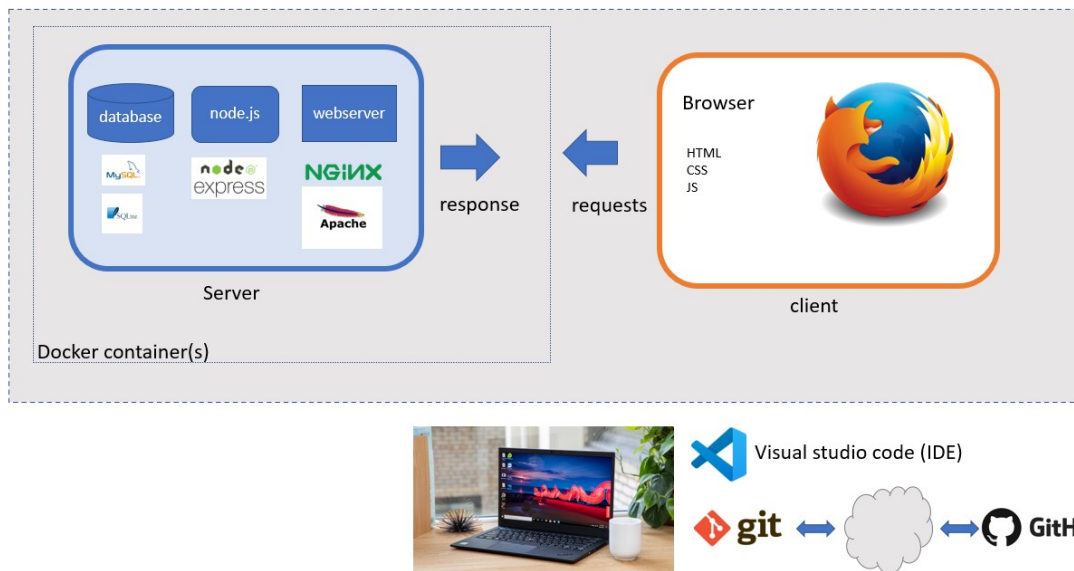 database
node.js
webserver
MySQL
SQLite
node
express
NGINX
Apache
Server
Docker container(s)
response
requests
Browser
HTML
CSS
JS
client
Visual studio code (IDE)
git
GitH